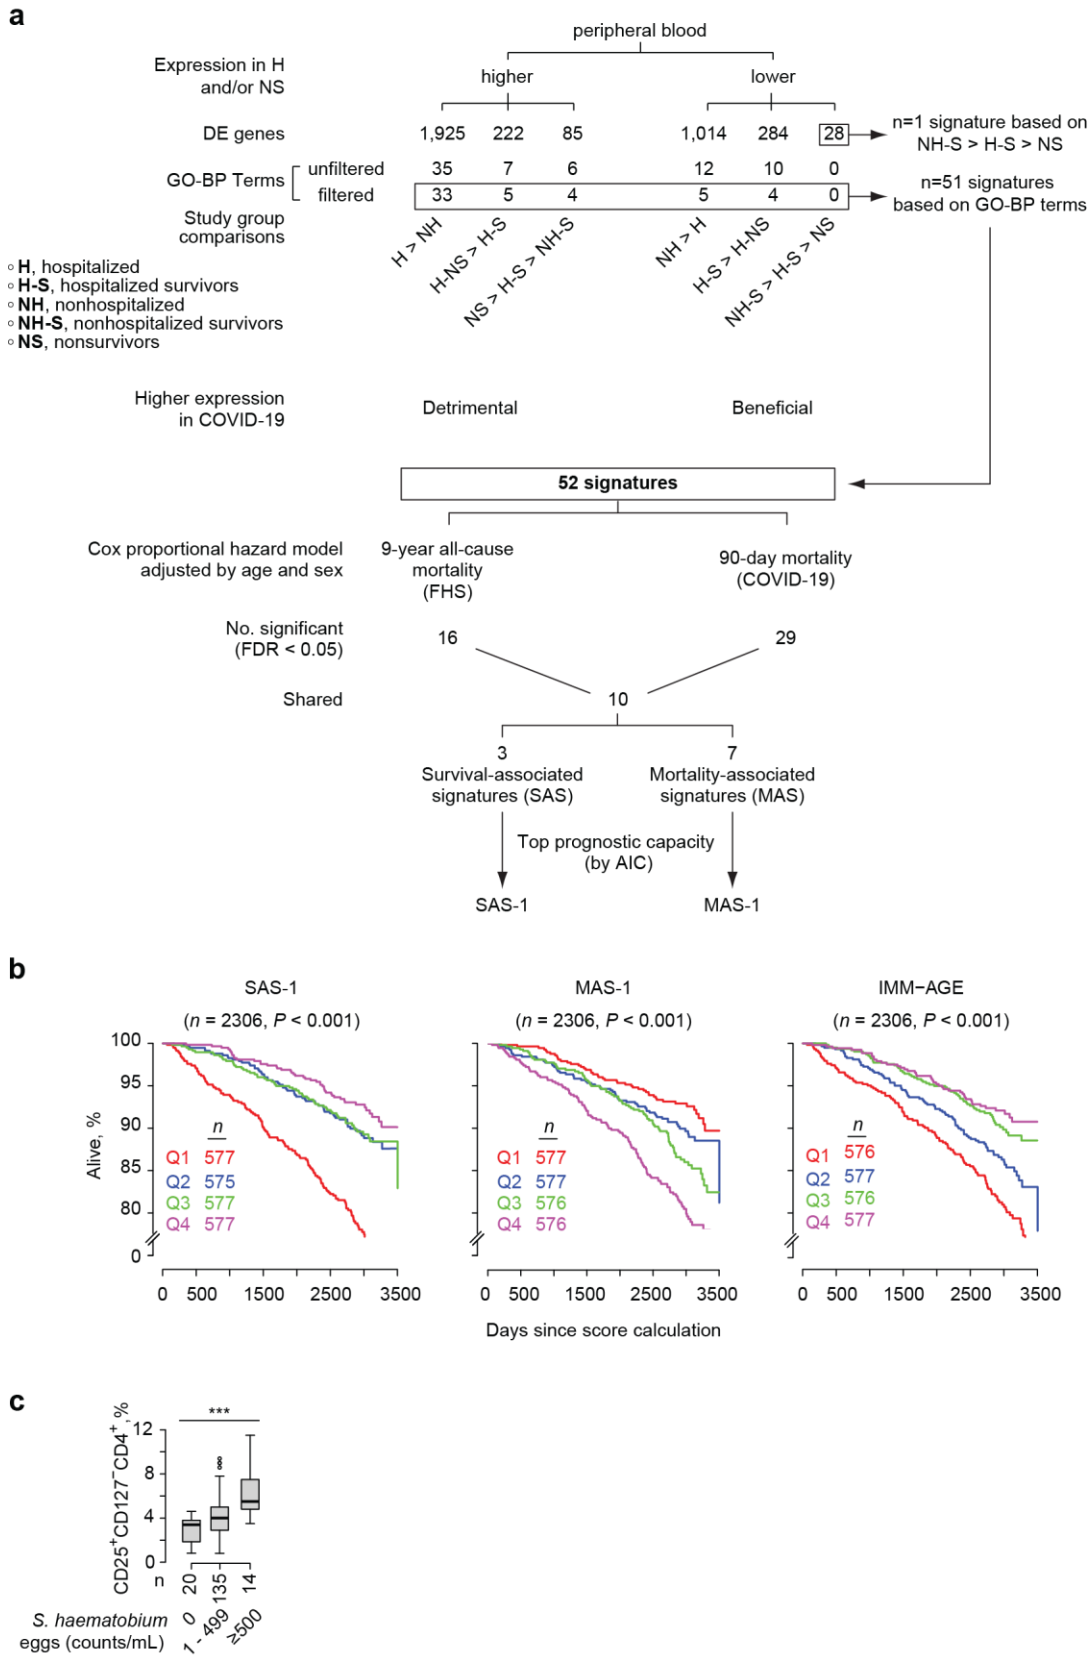 a
peripheral blood
Expression in H
and/or NS
higher
lower
DE genes
1,925
222
85
1,014
284
28
n=1 signature based on
NH-S > H-S > NS
GO-BP Terms
unfiltered
35
7
6
12
10
0
filtered
33
5
4
5
4
0
n=51 signatures
based on GO-BP terms
Study group
comparisons
H > NH
H-NS > H-S
NS > H-S > NH-S
NH > H
H-S > H-NS
NH-S > H-S > NS
H, hospitalized
H-S, hospitalized survivors
NH, nonhospitalized
NH-S, nonhospitalized survivors
NS, nonsurvivors
Higher expression
in COVID-19
Detrimental
Beneficial
52 signatures
Cox proportional hazard model
adjusted by age and sex
9-year all-cause
mortality
(FHS)
90-day mortality
(COVID-19)
No. significant
(FDR < 0.05)
16
29
Shared
10
3
Survival-associated
signatures (SAS)
7
Mortality-associated
signatures (MAS)
Top prognostic capacity
(by AIC)
SAS-1
MAS-1
b
SAS-1
(n = 2306, P < 0.001)
MAS-1
(n = 2306, P < 0.001)
IMM−AGE
(n = 2306, P < 0.001)
Alive, %
100
95
90
85
80
0
n
Q1 577
Q2 575
Q3 577
Q4 577
n
Q1 577
Q2 577
Q3 576
Q4 576
n
Q1 576
Q2 577
Q3 576
Q4 577
0 500 1500 2500 3500
0 500 1500 2500 3500
0 500 1500 2500 3500
Days since score calculation
c
CD25+CD127−CD4+, %
***
12
8
4
0
n
20
135
14
S. haematobium
eggs (counts/mL)
0
1 - 499
≥500